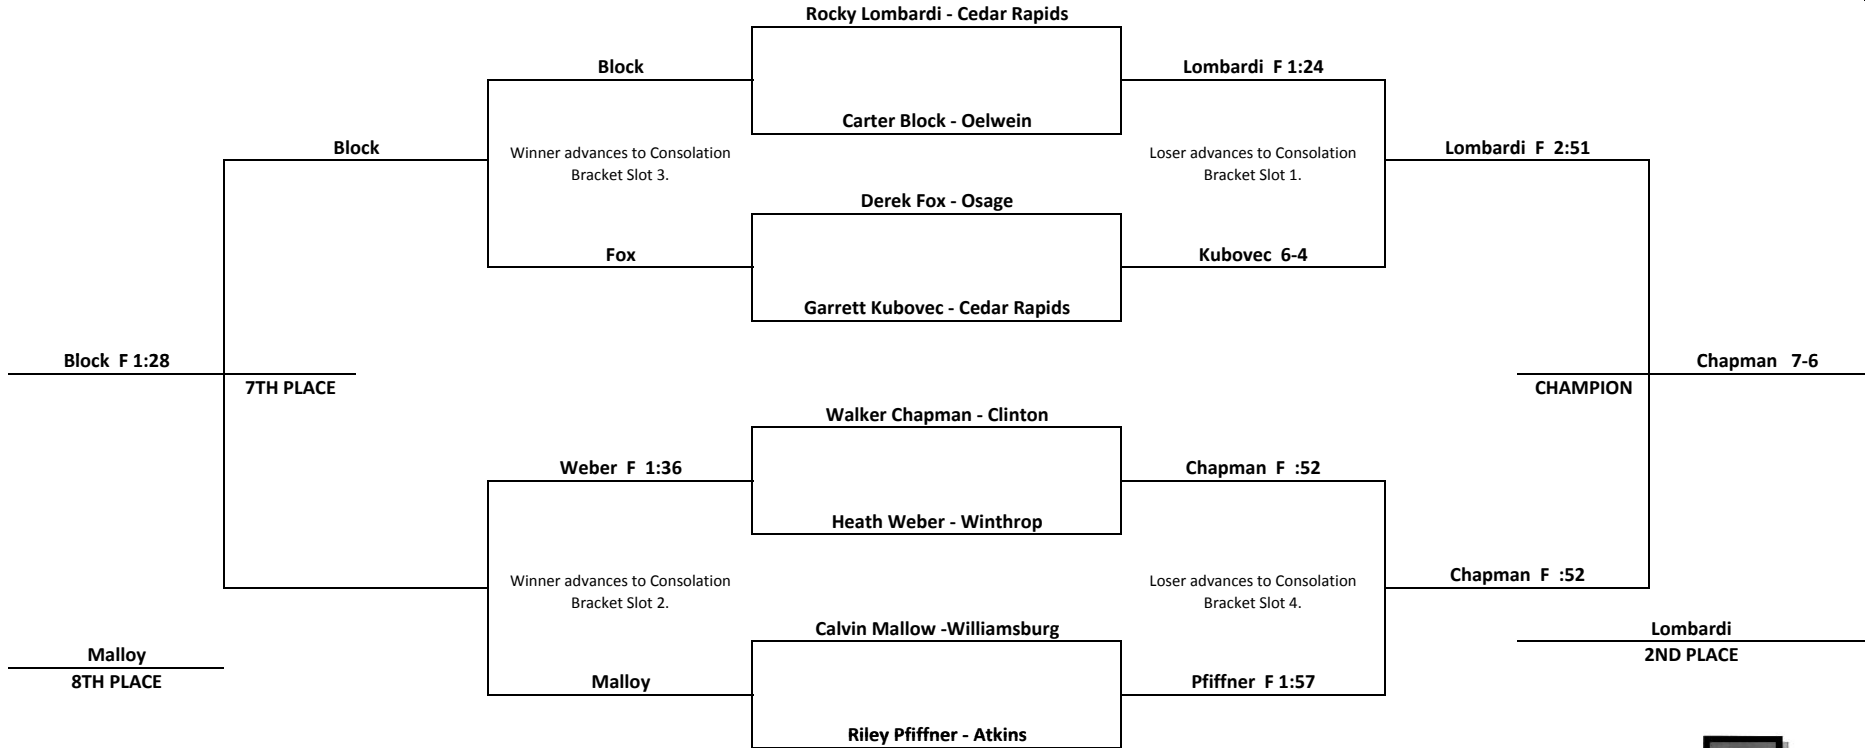 Rocky Lombardi - Cedar Rapids
Block
Lombardi F 1:24
Carter Block - Oelwein
Block
Winner advances to Consolation
Bracket Slot 3.
Loser advances to Consolation
Bracket Slot 1.
Lombardi F 2:51
Derek Fox - Osage
Fox
Kubovec 6-4
Garrett Kubovec - Cedar Rapids
Block F 1:28
7TH PLACE
CHAMPION
Chapman 7-6
Walker Chapman - Clinton
Weber F 1:36
Chapman F :52
Heath Weber - Winthrop
Winner advances to Consolation
Bracket Slot 2.
Loser advances to Consolation
Bracket Slot 4.
Chapman F :52
Calvin Mallow -Williamsburg
Malloy
8TH PLACE
Lombardi
2ND PLACE
Malloy
Pfiffner F 1:57
Riley Pfiffner - Atkins